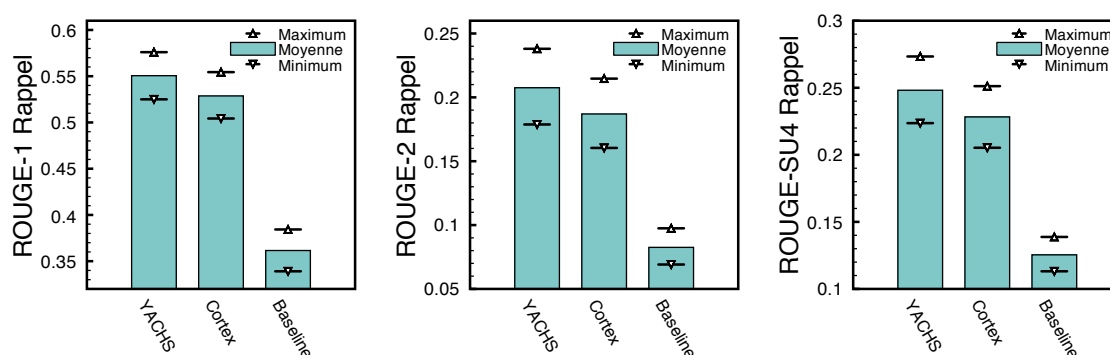 ROUGE-1 Rappel
0.6
0.55
0.5
0.45
0.4
0.35
Maximum
Moyenne
Minimum
YACHS
Cortex
Baseline
ROUGE-2 Rappel
0.25
0.2
0.15
0.1
0.05
Maximum
Moyenne
Minimum
YACHS
Cortex
Baseline
ROUGE-SU4 Rappel
0.3
0.25
0.2
0.15
0.1
Maximum
Moyenne
Minimum
YACHS
Cortex
Baseline